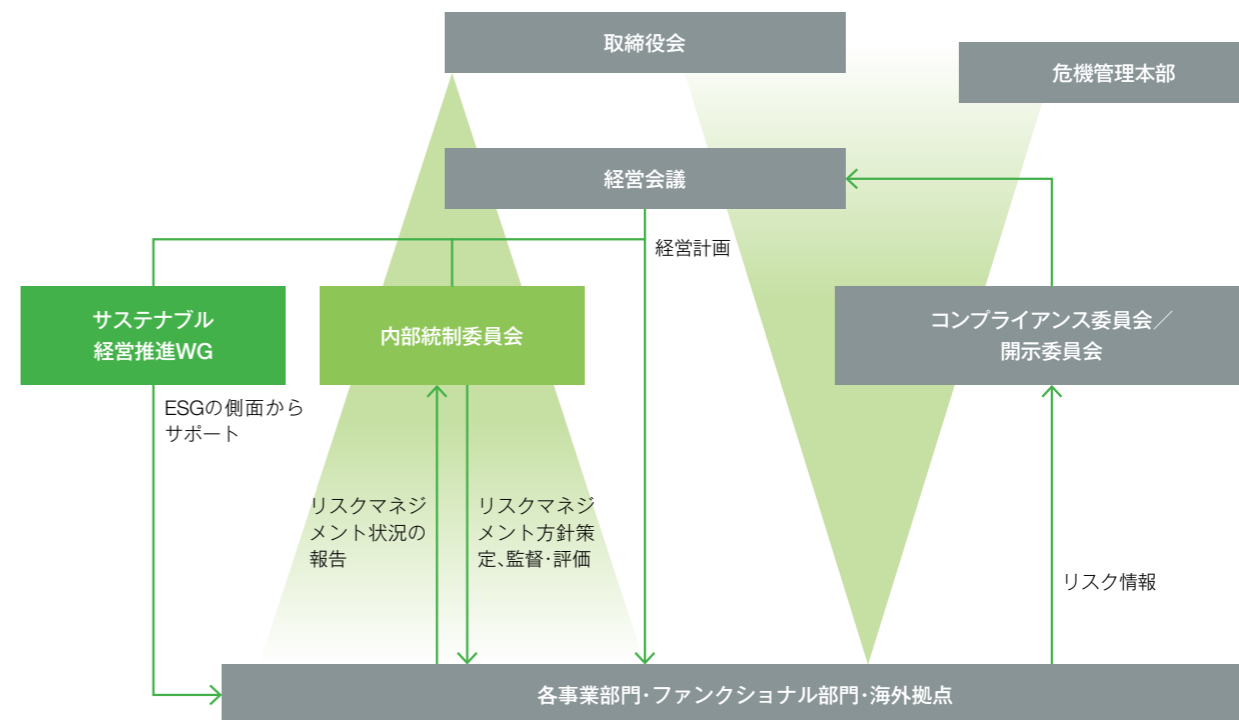 取締役会
危機管理本部
経営会議
経営計画
サステナブル
経営推進WG
内部統制委員会
コンプライアンス委員会／
開示委員会
ESGの側面から
サポート
リスクマネジ
メント状況の
報告
リスクマネジ
メント方針策
定、監督・評価
リスク情報
各事業部門・ファンクショナル部門・海外拠点